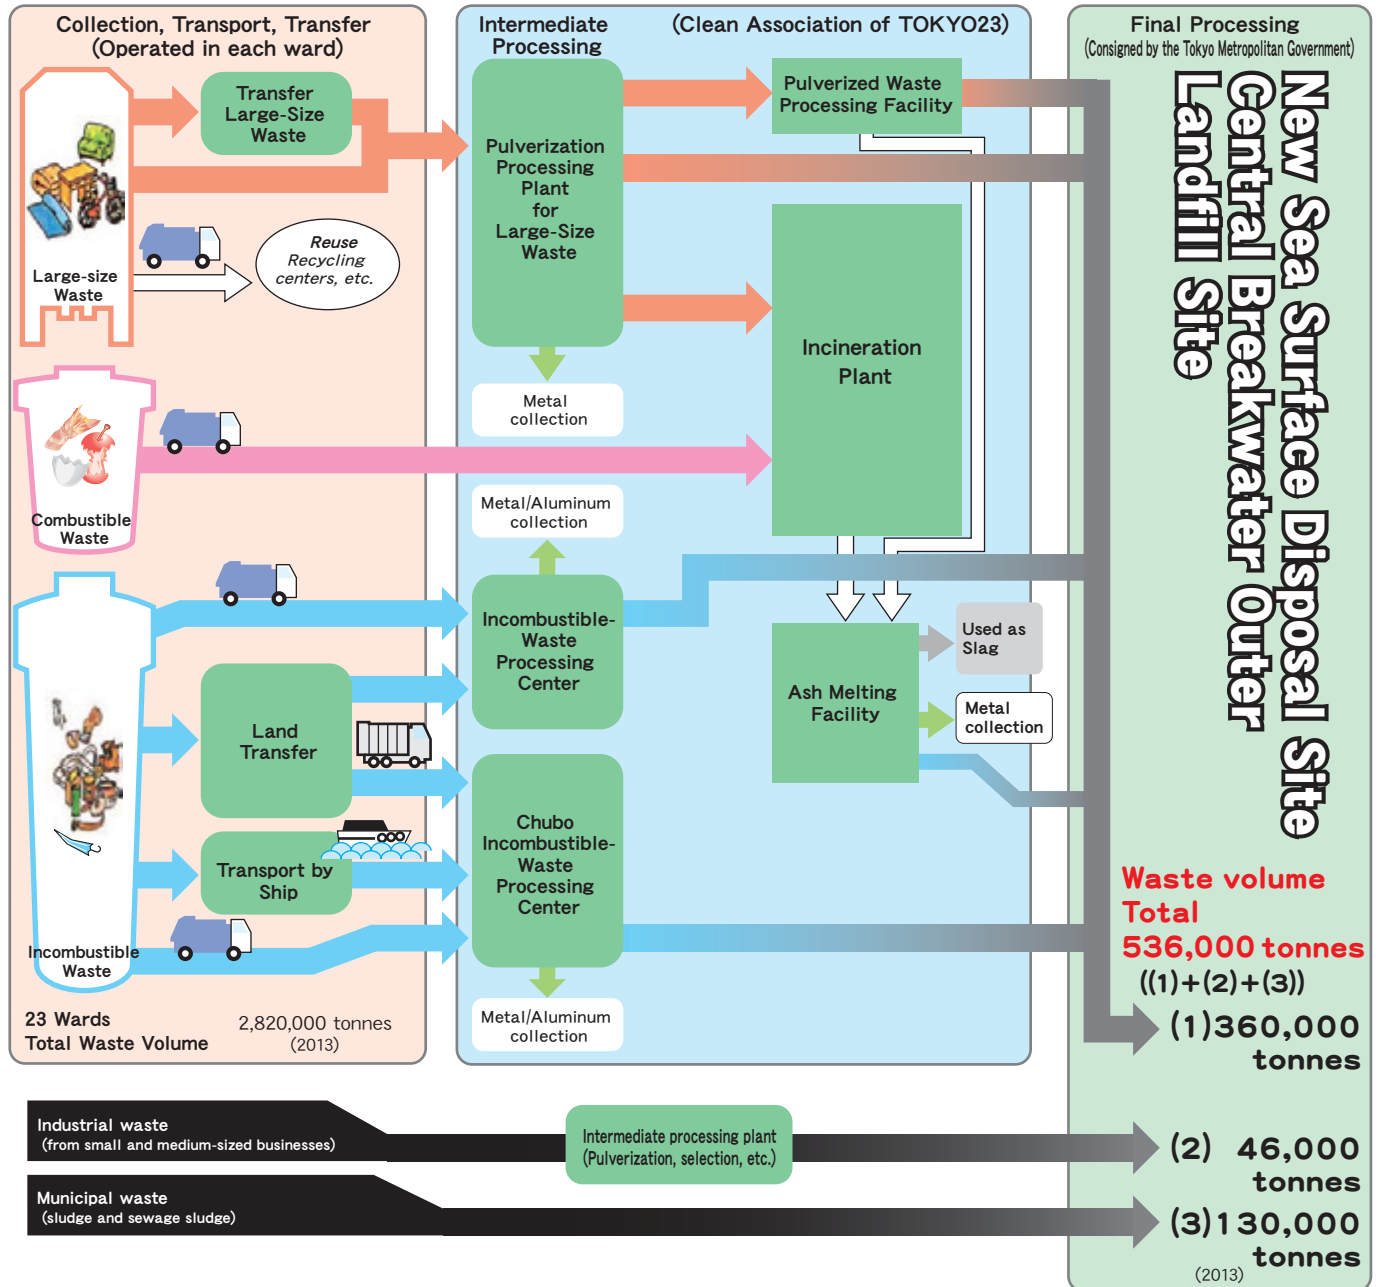 Collection, Transport, Transfer
(Operated in each ward)
Transfer
Large-Size
Waste
Large-size
Waste
Reuse
Recycling
centers, etc.
Combustible
Waste
Land
Transfer
Transport by
Ship
Incombustible
Waste
23 Wards
Total Waste Volume
2,820,000 tonnes
(2013)
Intermediate
Processing
(Clean Association of TOKYO23)
Pulverization
Processing
Plant
for
Large-Size
Waste
Metal
collection
Metal/Aluminum
collection
Incombustible-
Waste
Processing
Center
Chubo
Incombustible-
Waste
Processing
Center
Metal/Aluminum
collection
Pulverized Waste
Processing Facility
Incineration
Plant
Ash Melting
Facility
Used as
Slag
Metal
collection
Final Processing
(Consigned by the Tokyo Metropolitan Government)
New Sea Surface Disposal Site
Central Breakwater Outer
Landfill Site
Waste volume
Total
536,000 tonnes
((1)+(2)+(3))
(1)360,000
tonnes
Industrial waste
(from small and medium-sized businesses)
Intermediate processing plant
(Pulverization, selection, etc.)
(2) 46,000
tonnes
Municipal waste
(sludge and sewage sludge)
(3)130,000
tonnes
(2013)